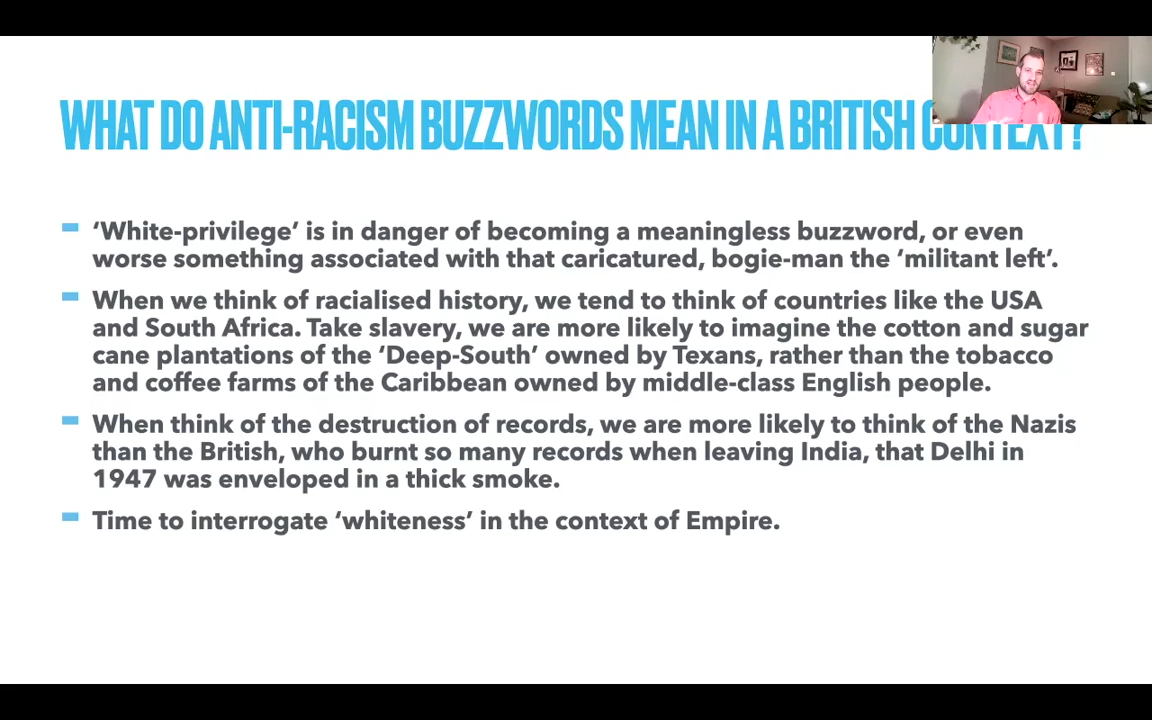 WHAT DO ANTI-RACISM BUZZWORDS MEAN IN A BRITISH CONTEXT?
‘White-privilege’ is in danger of becoming a meaningless buzzword, or even
worse something associated with that caricatured, bogie-man the ‘militant left’.
When we think of racialised history, we tend to think of countries like the USA
and South Africa. Take slavery, we are more likely to imagine the cotton and sugar
cane plantations of the ‘Deep-South’ owned by Texans, rather than the tobacco
and coffee farms of the Caribbean owned by middle-class English people.
When think of the destruction of records, we are more likely to think of the Nazis
than the British, who burnt so many records when leaving India, that Delhi in
1947 was enveloped in a thick smoke.
Time to interrogate ‘whiteness’ in the context of Empire.